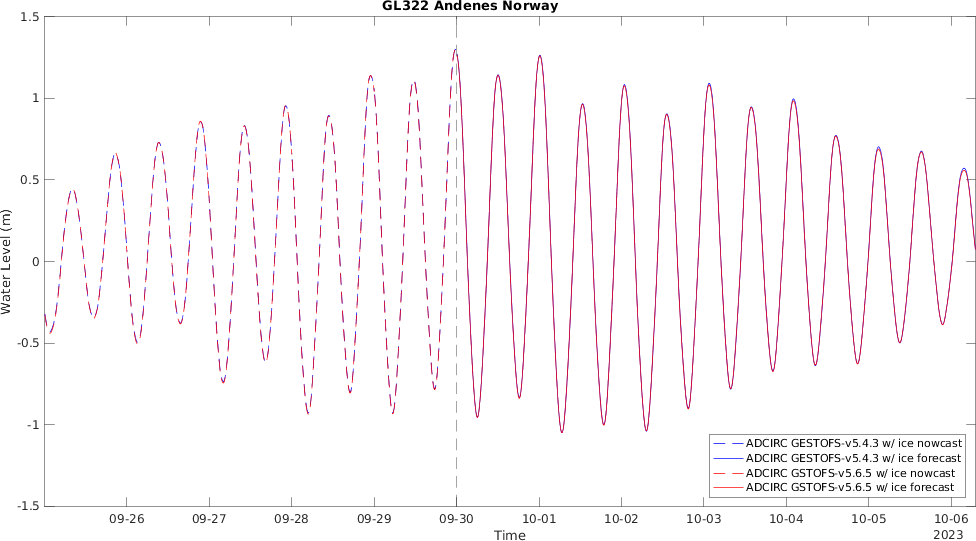 GL322 Andenes Norway
1.5
1
0.5
0
-0.5
-1
-1.5
Water Level (m)
ADCIRC GESTOFS-v5.4.3 w/ ice nowcast
ADCIRC GESTOFS-v5.4.3 w/ ice forecast
ADCIRC GSTOFS-v5.6.5 w/ ice nowcast
ADCIRC GSTOFS-v5.6.5 w/ ice forecast
09-26 09-27 09-28 09-29 09-30 10-01 10-02 10-03 10-04 10-05 10-06
2023
Time